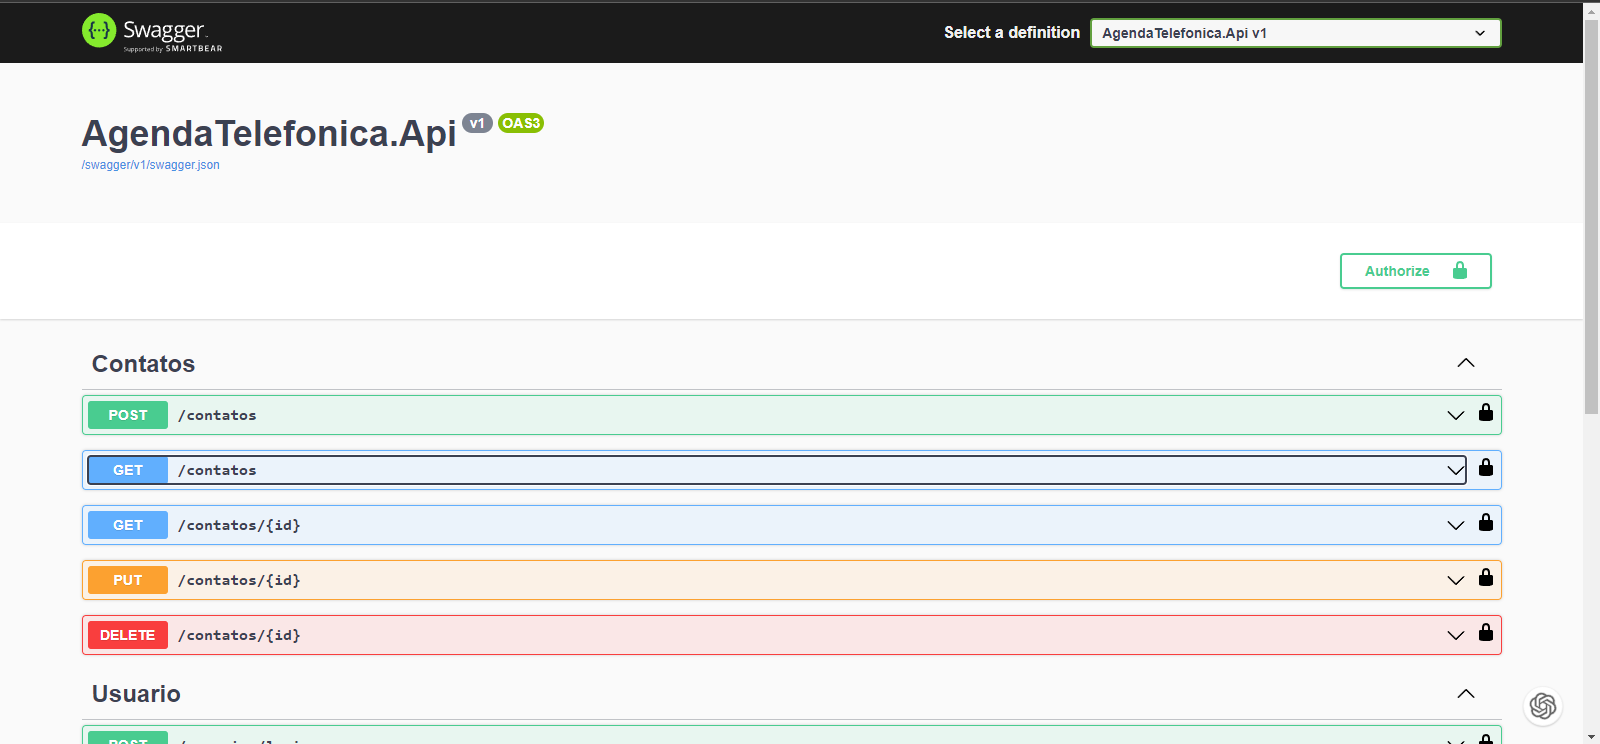 Swagger.
Supported by SMARTBEAR
Select a definition
AgendaTelefonica.Api v1
AgendaTelefonica.Api v1 OAS3
/swagger/v1/swagger.json
Authorize
Contatos
POST /contatos
GET /contatos
GET /contatos/{id}
PUT /contatos/{id}
DELETE /contatos/{id}
Usuario
POST